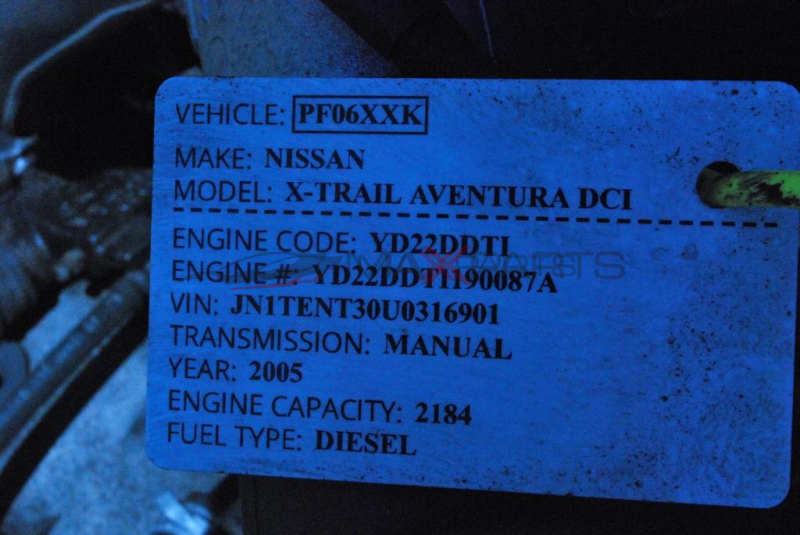 VEHICLE: PF06XXK
MAKE: NISSAN
MODEL: X-TRAIL AVENTURA DCI
ENGINE CODE: YD22DDTI
MAXPARTS
ENGINE #: YD22DDTI190087A
VIN: JN1TENT30U0316901
TRANSMISSION: MANUAL
YEAR: 2005
ENGINE CAPACITY: 2184
FUEL TYPE: DIESEL